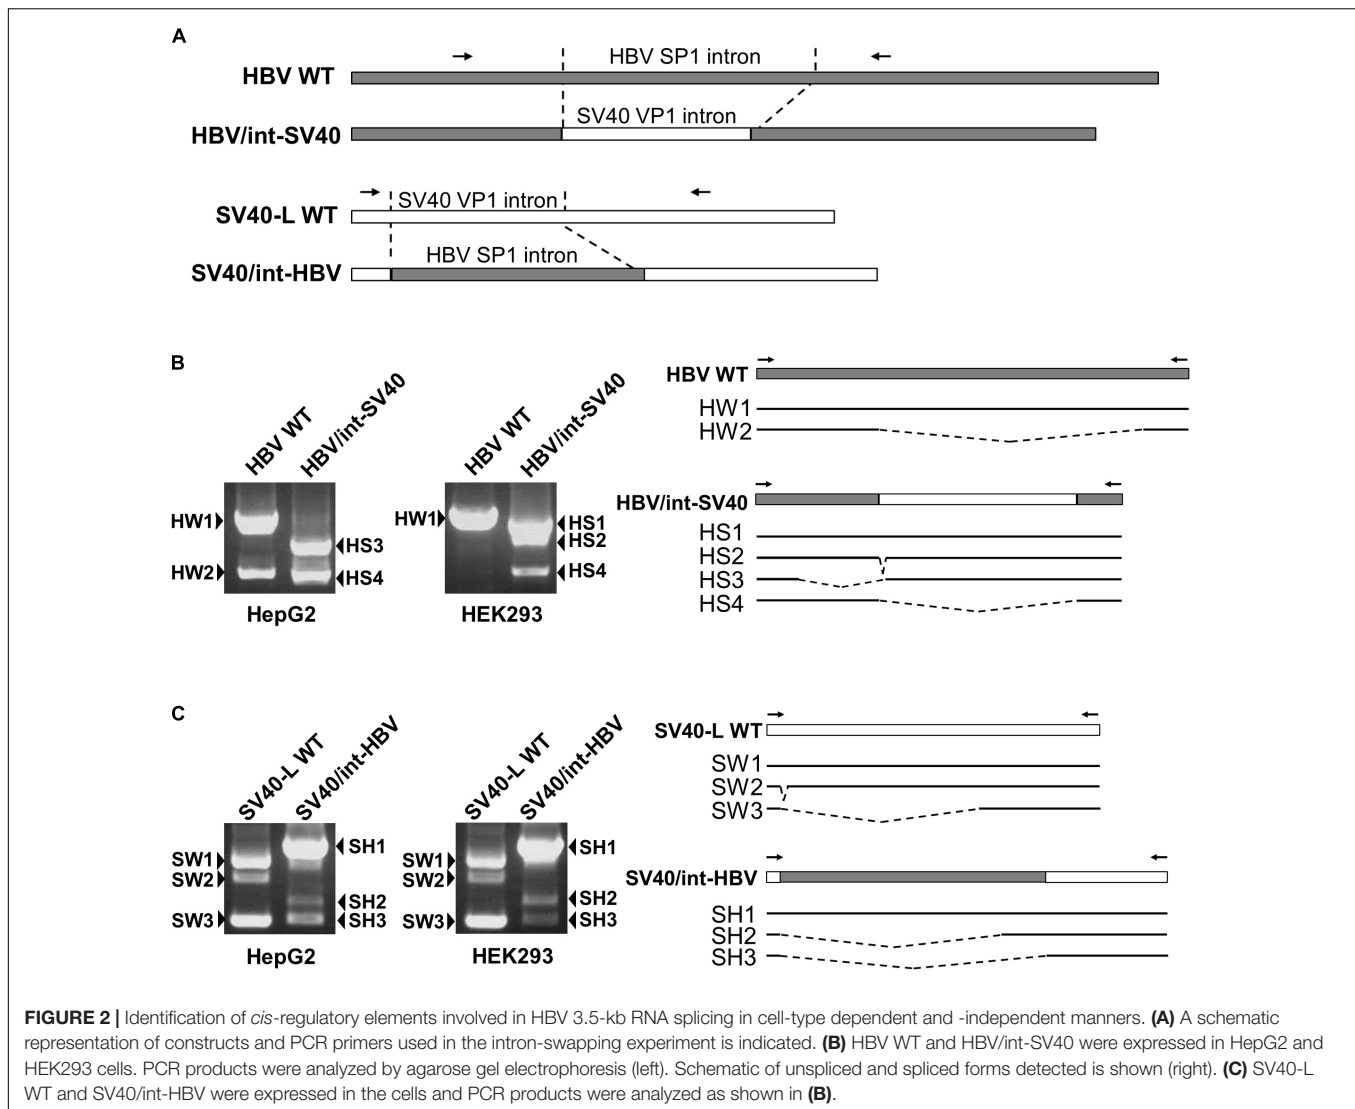 A
HBV SP1 intron
HBV WT
SV40 VP1 intron
HBV/int-SV40
SV40 VP1 intron
SV40-L WT
HBV SP1 intron
SV40/int-HBV
B
HBV WT
HBV/int-SV40
HW1
HS3
HW2
HS4
HepG2
HBV WT
HBV/int-SV40
HW1
HS1
HS2
HS4
HEK293
HBV WT
HW1
HW2
HBV/int-SV40
HS1
HS2
HS3
HS4
C
SV40-L WT
SV40/int-HBV
SH1
SW1
SW2
SH2
SW3
SH3
HepG2
SV40-L WT
SV40/int-HBV
SH1
SW1
SW2
SH2
SW3
SH3
HEK293
SV40-L WT
SW1
SW2
SW3
SV40/int-HBV
SH1
SH2
SH3
FIGURE 2 | Identification of cis-regulatory elements involved in HBV 3.5-kb RNA splicing in cell-type dependent and -independent manners. (A) A schematic
representation of constructs and PCR primers used in the intron-swapping experiment is indicated. (B) HBV WT and HBV/int-SV40 were expressed in HepG2 and
HEK293 cells. PCR products were analyzed by agarose gel electrophoresis (left). Schematic of unspliced and spliced forms detected is shown (right). (C) SV40-L
WT and SV40/int-HBV were expressed in the cells and PCR products were analyzed as shown in (B).